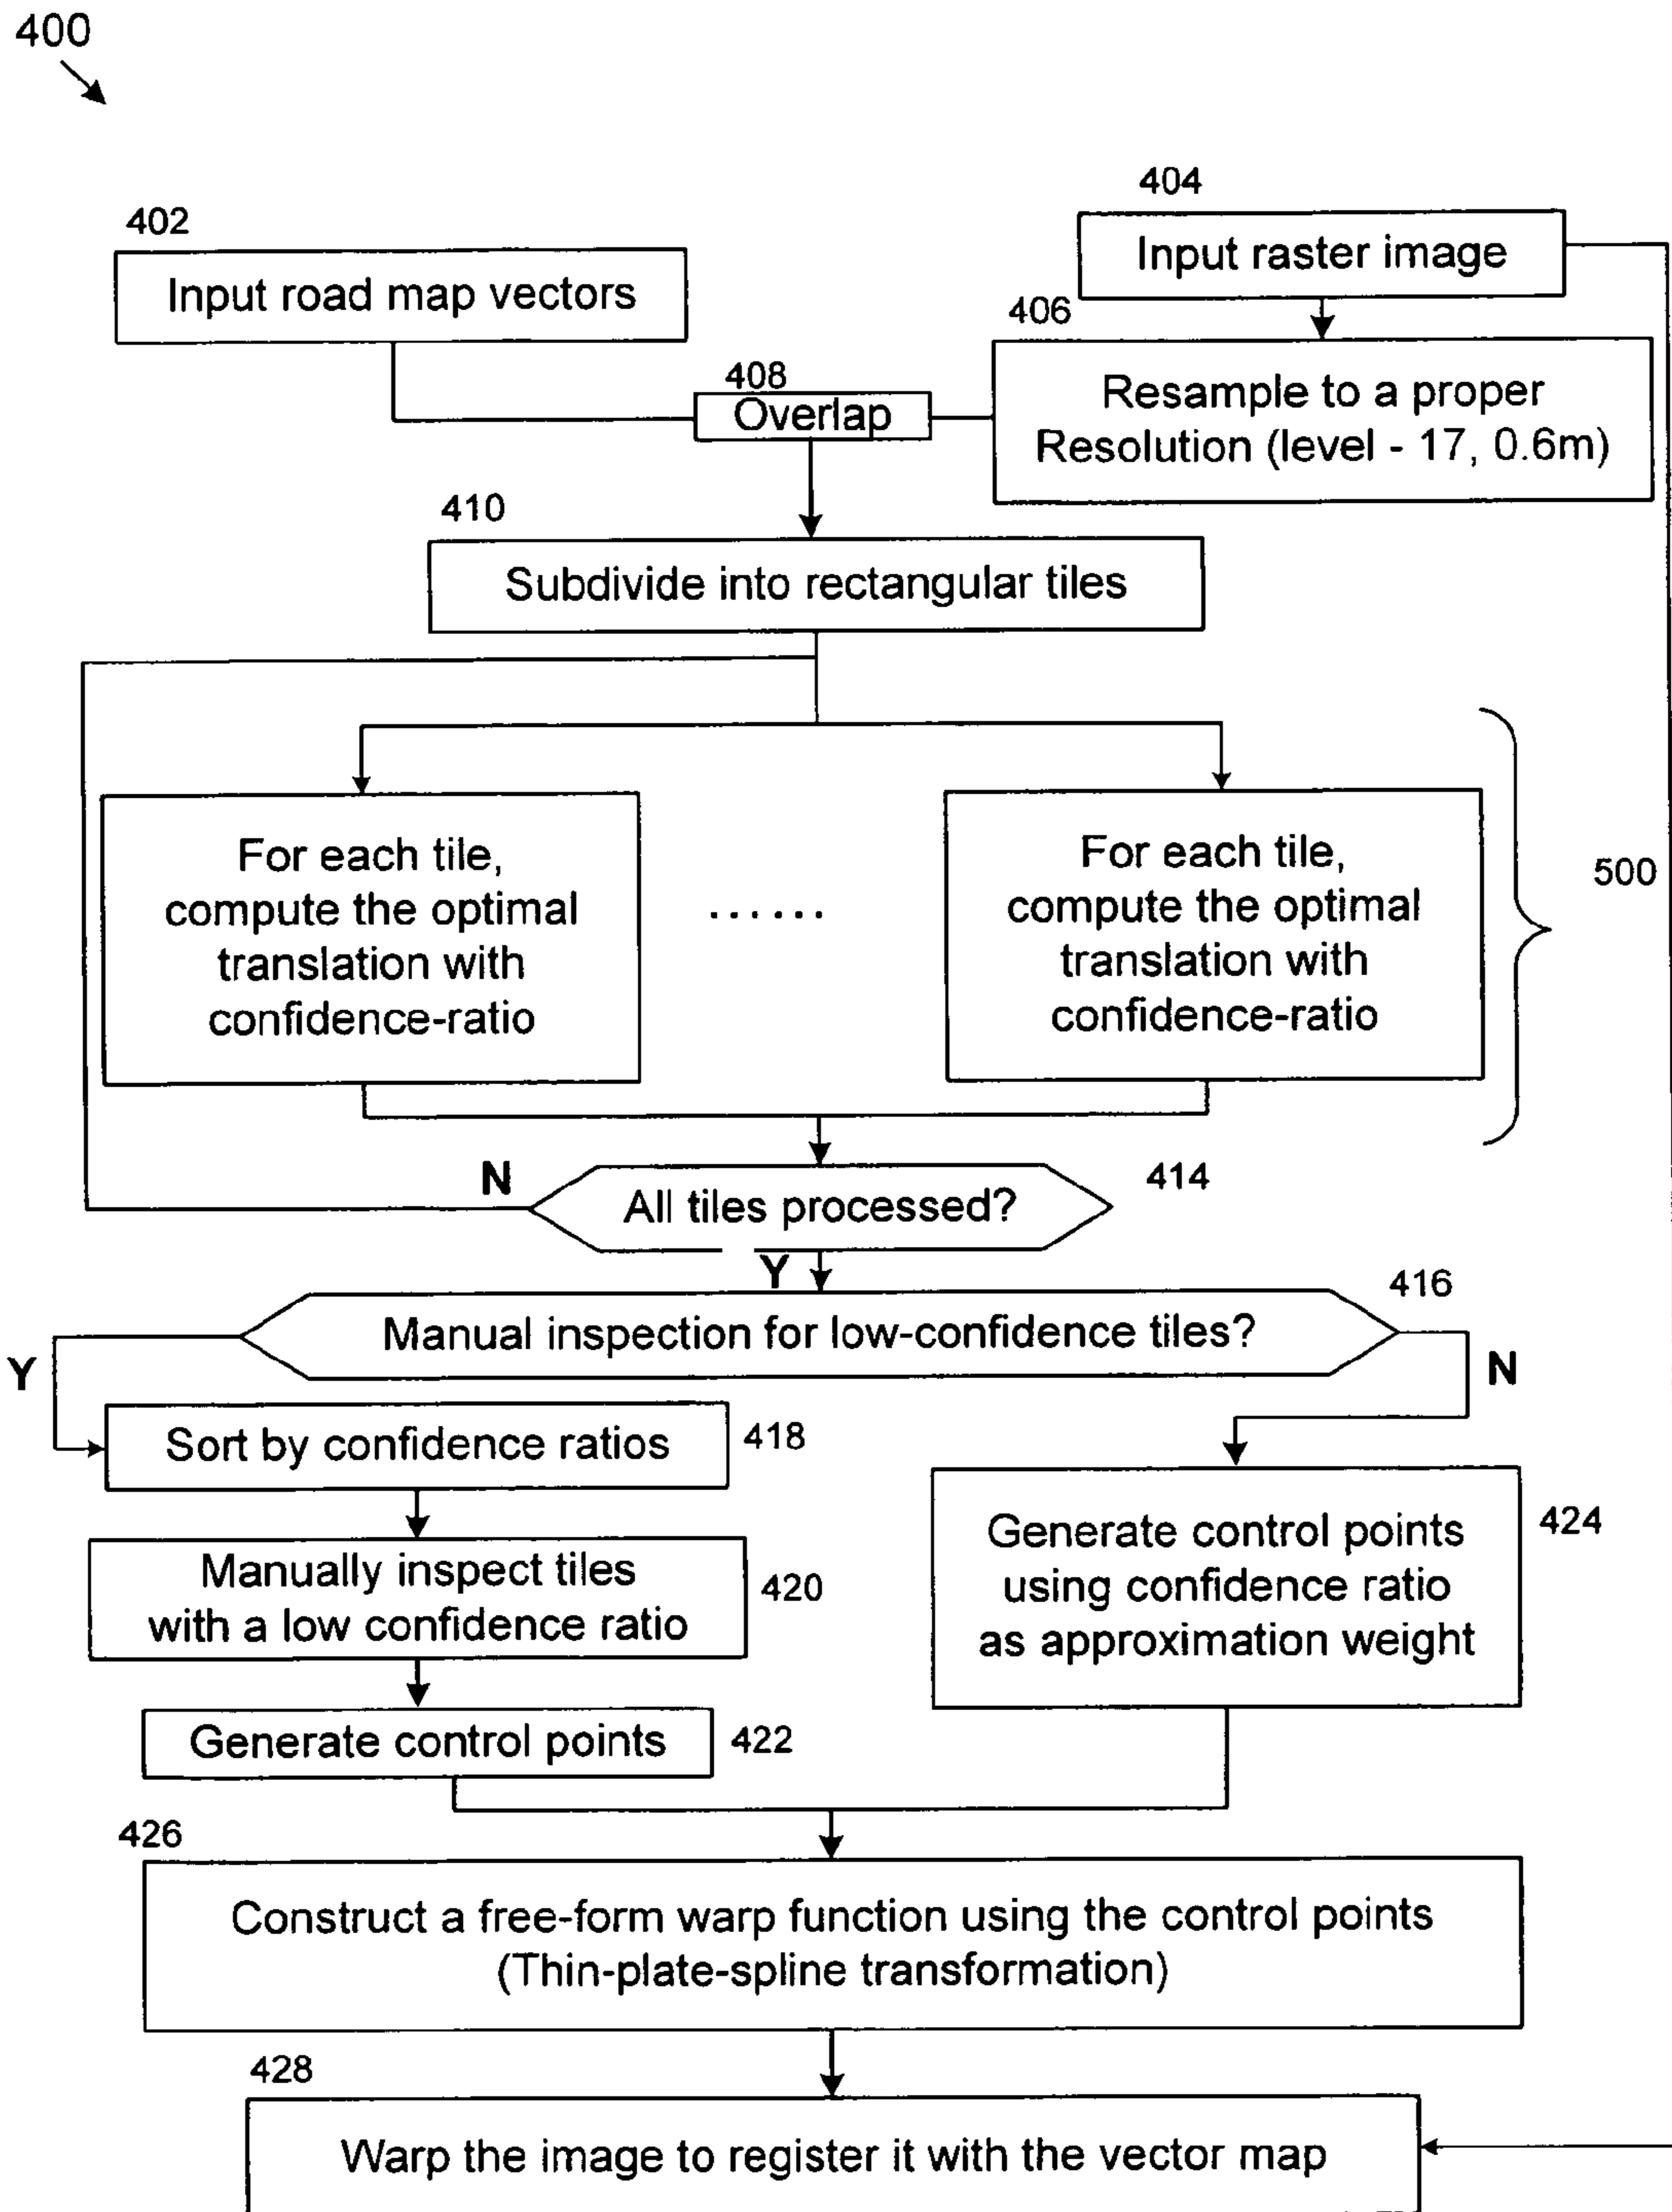 400
404
402
Input raster image
Input road map vectors
406
408
Overlap
Resample to a proper
Resolution (level - 17, 0.6m)
410
Subdivide into rectangular tiles
For each tile,
compute the optimal
translation with
confidence-ratio
......
For each tile,
compute the optimal
translation with
confidence-ratio
500
N
414
All tiles processed?
Y
416
Manual inspection for low-confidence tiles?
Y
N
Sort by confidence ratios
418
Manually inspect tiles
with a low confidence ratio
420
Generate control points
using confidence ratio
as approximation weight
424
Generate control points
422
426
Construct a free-form warp function using the control points
(Thin-plate-spline transformation)
428
Warp the image to register it with the vector map